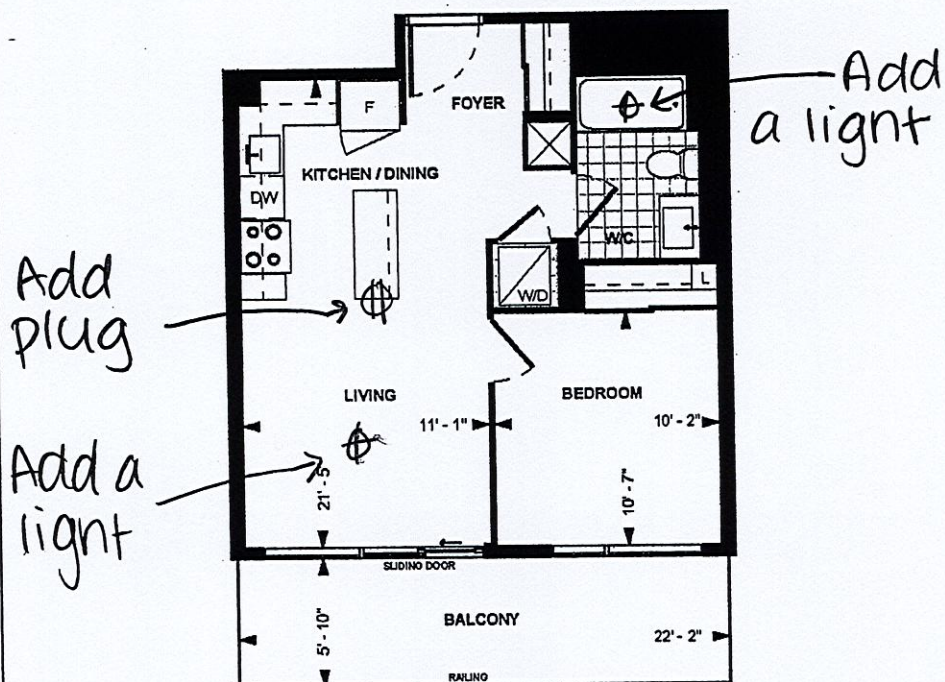 FOYER
F
Add
a light
KITCHEN / DINING
DW
W/C
Add
plug
W/D
L
LIVING
BEDROOM
11' - 1"
10' - 2"
Add a
light
21' - 5"
10' - 7"
SLIDING DOOR
5' - 10"
BALCONY
22' - 2"
RAILING